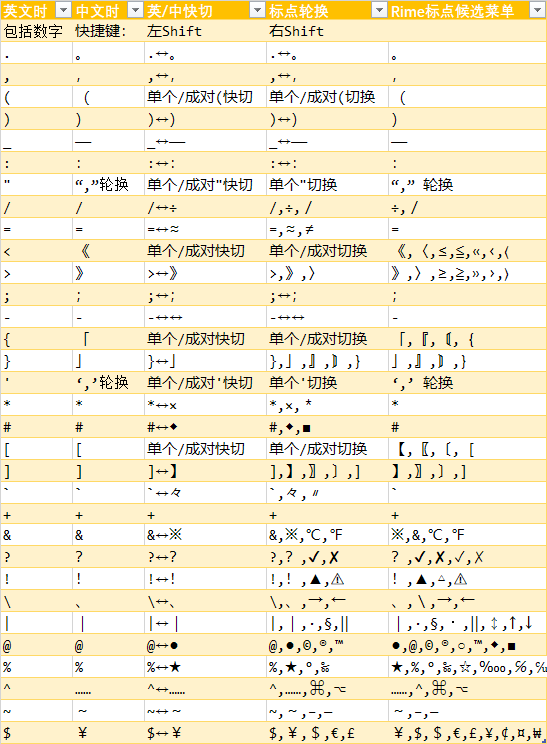 英文时 中文时 英/中快切 标点轮换 Rime标点候选菜单
包括数字 快捷键: 左Shift 右Shift
. 。 .↔。 .↔。 。
, ， ,↔， ,↔， ，
( （ 单个/成对(快切 单个/成对(切换 （
) ） )↔） )↔） ）
_ —— _↔—— _↔—— ——
: ： :↔： :↔： ：
" “,”轮换 单个/成对"快切 单个"切换 “,” 轮换
/ / /↔÷ /,÷,／ ÷,／
= = =↔≈ =,≈,≠ =
< 《 单个/成对快切 单个/成对切换 《,〈,≤,≦,«,‹,⟨
> 》 >↔》 >,》,〉 》,〉,≥,≧,»,›,⟩
; ； ;↔； ;↔； ；
- - -↔↔ -↔↔ -
{ 「 单个/成对快切 单个/成对切换 「,『,〘,｛
} 」 }↔」 },」,』,〙,｝ 」,』,〙,｝
' ‘,’轮换 单个/成对'快切 单个'切换 ‘,’ 轮换
* * *↔× *,×,＊ *
# # #↔◆ #,◆,■ #
[ [ 单个/成对快切 单个/成对切换 【,〖,〔,［
] ] ]↔】 ],】,〗,〕,］ 】,〗,〕,］
` ` `↔々 `,々,〃 `
+ + + + +
& & &↔※ &,※,℃,℉ ※,&,℃,℉
? ？ ?↔？ ?,？,✔,✘ ？,✔,✘,✓,✗
! ！ !↔！ !,！,▲,⚠ ！,▲,△,⚠
\ 、 \↔、 \,、,→,← 、,＼,→,←
| ｜ |↔｜ |,｜,·,§,‖ ｜,·,§,・,‖,↕,↑,↓
@ @ @↔● @,●,©,®,™ ●,@,©,®,○,™,◆,■
% % %↔★ %,★,°,‰ ★,%,°,‰,☆,‱,℅,℆
^ …… ^↔…… ^,……,⌘,⌥ ……,^,⌘,⌥
~ ～ ~↔～ ~,～,–,— ～,–,—
$ ￥ $↔￥ $,￥,＄,€,£ ￥,$,＄,€,£,¥,¢,¤,₩